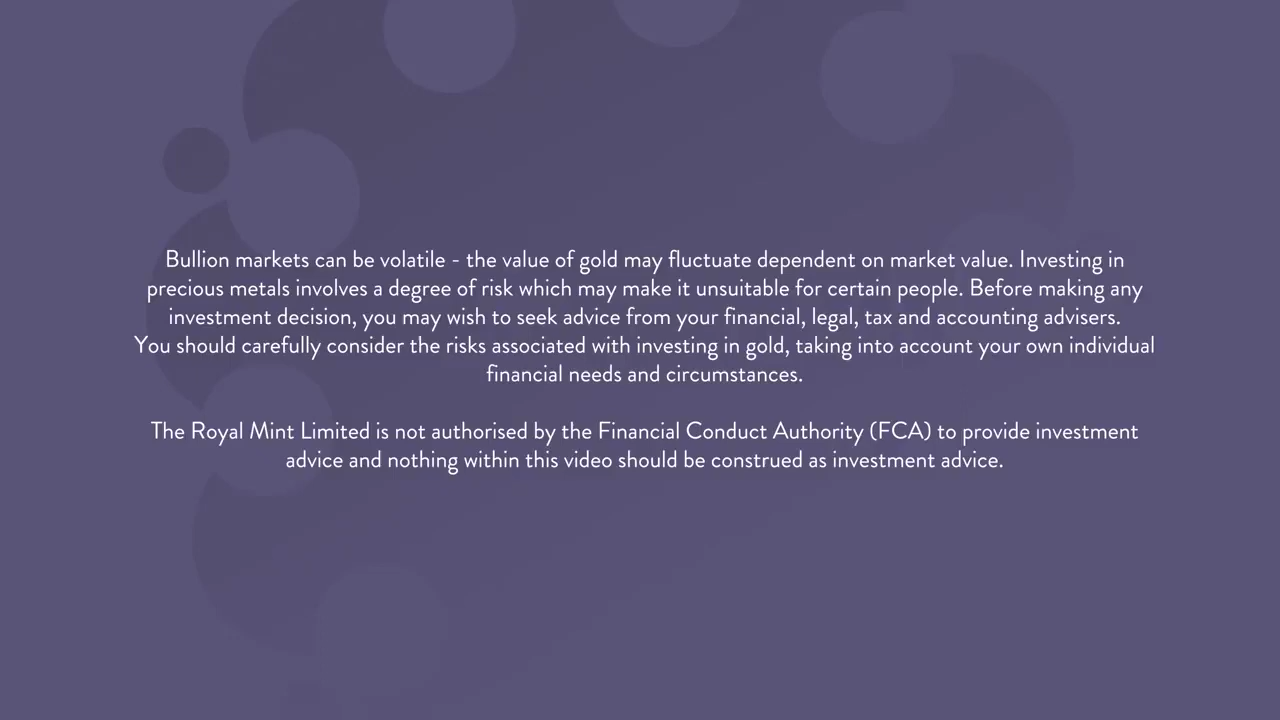 Bullion markets can be volatile - the value of gold may fluctuate dependent on market value. Investing in
precious metals involves a degree of risk which may make it unsuitable for certain people. Before making any
investment decision, you may wish to seek advice from your financial, legal, tax and accounting advisers.
You should carefully consider the risks associated with investing in gold, taking into account your own individual
financial needs and circumstances.
The Royal Mint Limited is not authorised by the Financial Conduct Authority (FCA) to provide investment
advice and nothing within this video should be construed as investment advice.